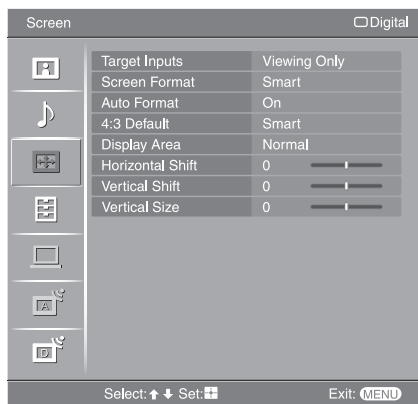 Screen Digital
Target Inputs Viewing Only
Screen Format Smart
Auto Format On
4:3 Default Smart
Display Area Normal
Horizontal Shift 0
Vertical Shift 0
Vertical Size 0
A
D
Select: Set: Exit: MENU